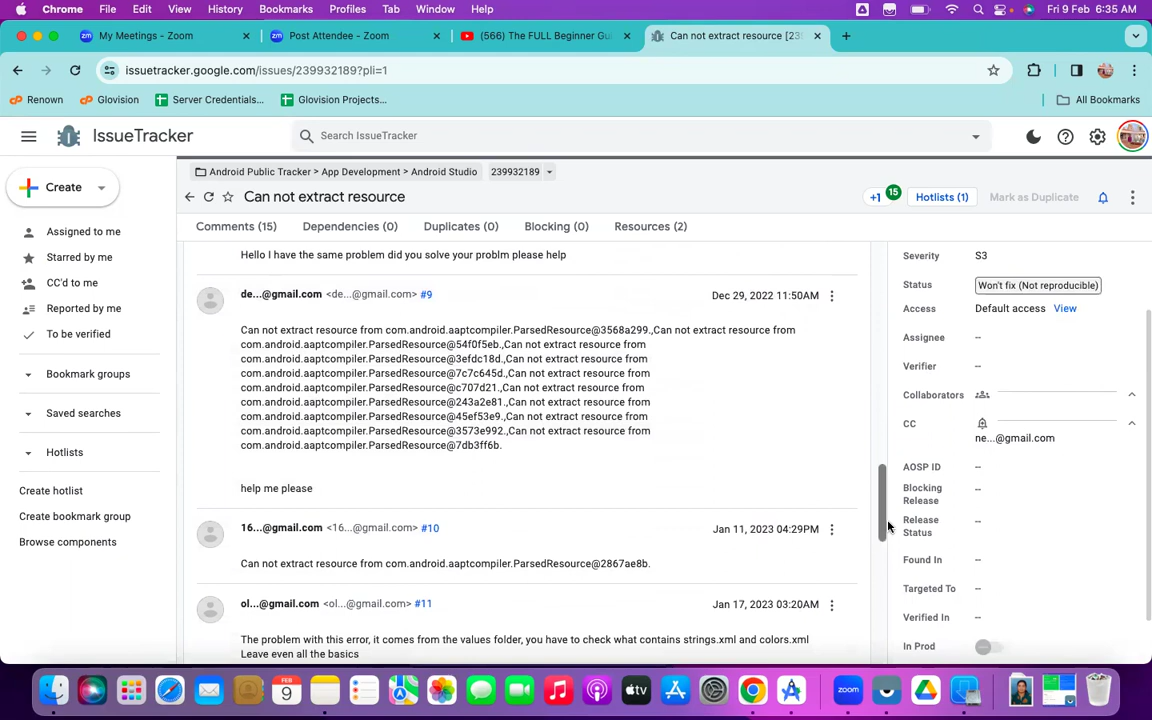 Chrome File Edit View History Bookmarks Profiles Tab Window Help Fri 9 Feb 6:35 AM
My Meetings - Zoom Post Attendee - Zoom (566) The FULL Beginner Gu Can not extract resource [23
issuetracker.google.com/issues/239932189?pli=1
Renown Glovision Server Credentials... Glovision Projects... All Bookmarks
IssueTracker Search IssueTracker
Create
Assigned to me
Starred by me
CC'd to me
Reported by me
To be verified
Bookmark groups
Saved searches
Hotlists
Create hotlist
Create bookmark group
Browse components
Android Public Tracker > App Development > Android Studio 239932189
Can not extract resource +1 15 Hotlists (1) Mark as Duplicate
Comments (15) Dependencies (0) Duplicates (0) Blocking (0) Resources (2)
Hello I have the same problem did you solve your problm please help
de...@gmail.com <de...@gmail.com> #9 Dec 29, 2022 11:50AM
Can not extract resource from com.android.aaptcompiler.ParsedResource@3568a299.,Can not extract resource from
com.android.aaptcompiler.ParsedResource@54f0f5eb.,Can not extract resource from
com.android.aaptcompiler.ParsedResource@3efdc18d.,Can not extract resource from
com.android.aaptcompiler.ParsedResource@7c7c645d.,Can not extract resource from
com.android.aaptcompiler.ParsedResource@c707d21.,Can not extract resource from
com.android.aaptcompiler.ParsedResource@243a2e81.,Can not extract resource from
com.android.aaptcompiler.ParsedResource@45ef53e9.,Can not extract resource from
com.android.aaptcompiler.ParsedResource@3573e992.,Can not extract resource from
com.android.aaptcompiler.ParsedResource@7db3ff6b.
help me please
16...@gmail.com <16...@gmail.com> #10 Jan 11, 2023 04:29PM
Can not extract resource from com.android.aaptcompiler.ParsedResource@2867ae8b.
ol...@gmail.com <ol...@gmail.com> #11 Jan 17, 2023 03:20AM
The problem with this error, it comes from the values folder, you have to check what contains strings.xml and colors.xml
Leave even all the basics
Severity S3
Status Won't fix (Not reproducible)
Access Default access View
Assignee --
Verifier --
Collaborators
CC
ne...@gmail.com
AOSP ID --
Blocking --
Release
Release --
Status
Found In --
Targeted To --
Verified In --
In Prod
FEB
9
tv
zoom